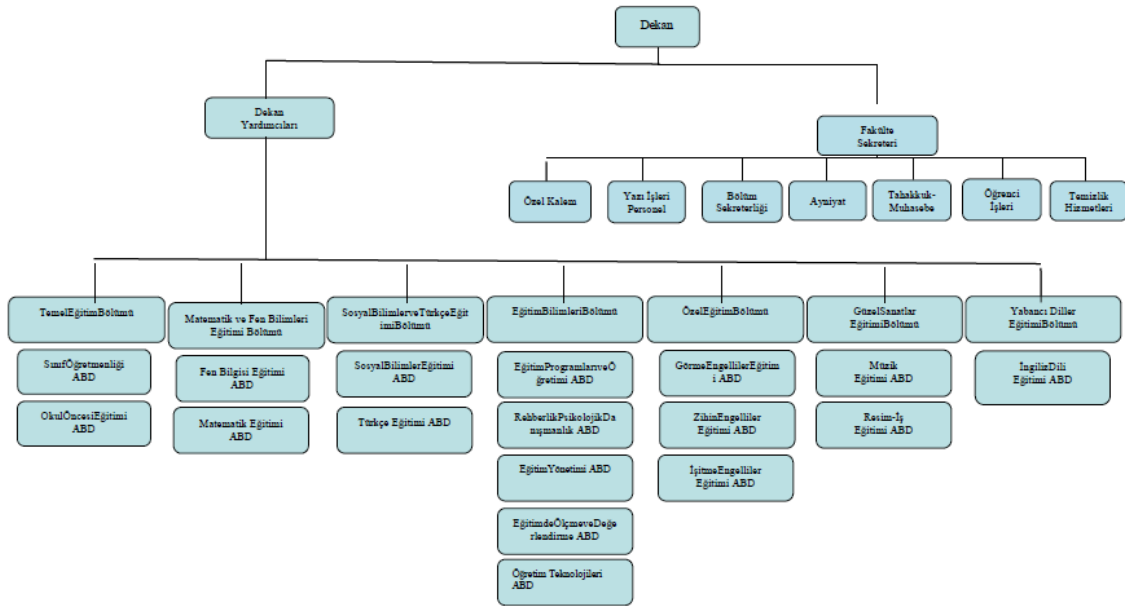 Dekan
Dekan
Yardımcıları
Fakülte
Sekreteri
Özel Kalem
Yazı İşleri
Personel
Bölüm
Sekreterliği
Ayniyat
Tahakkuk-
Muhasebe
Öğrenci
İşleri
Temizlik
Hizmetleri
TemelEğitimBölümü
SınıfÖğretmenliği
ABD
OkulÖncesiEğitimi
ABD
Matematik ve Fen Bilimleri
Eğitimi Bölümü
Fen Bilgisi Eğitimi
ABD
Matematik Eğitimi
ABD
SosyalBilimlerveTürkçeEğit
imiBölümü
SosyalBilimlerEğitimi
ABD
Türkçe Eğitimi ABD
EğitimBilimleriBölümü
EğitimProgramlarıveÖ
ğretimi ABD
RehberlikPsikolojikDa
nışmanlık ABD
EğitimYönetimi ABD
EğitimdeÖlçmeveDeğe
rlendirme ABD
Öğretim Teknolojileri
ABD
ÖzelEğitimBölümü
GörmeEngellilerEğitim
i ABD
ZihinEngelliler
Eğitimi ABD
İşitmeEngelliler
Eğitimi ABD
GüzelSanatlar
EğitimiBölümü
Müzik
Eğitimi ABD
Resim-İş
Eğitimi ABD
Yabancı Diller
EğitimiBölümü
İngilizDili
Eğitimi ABD